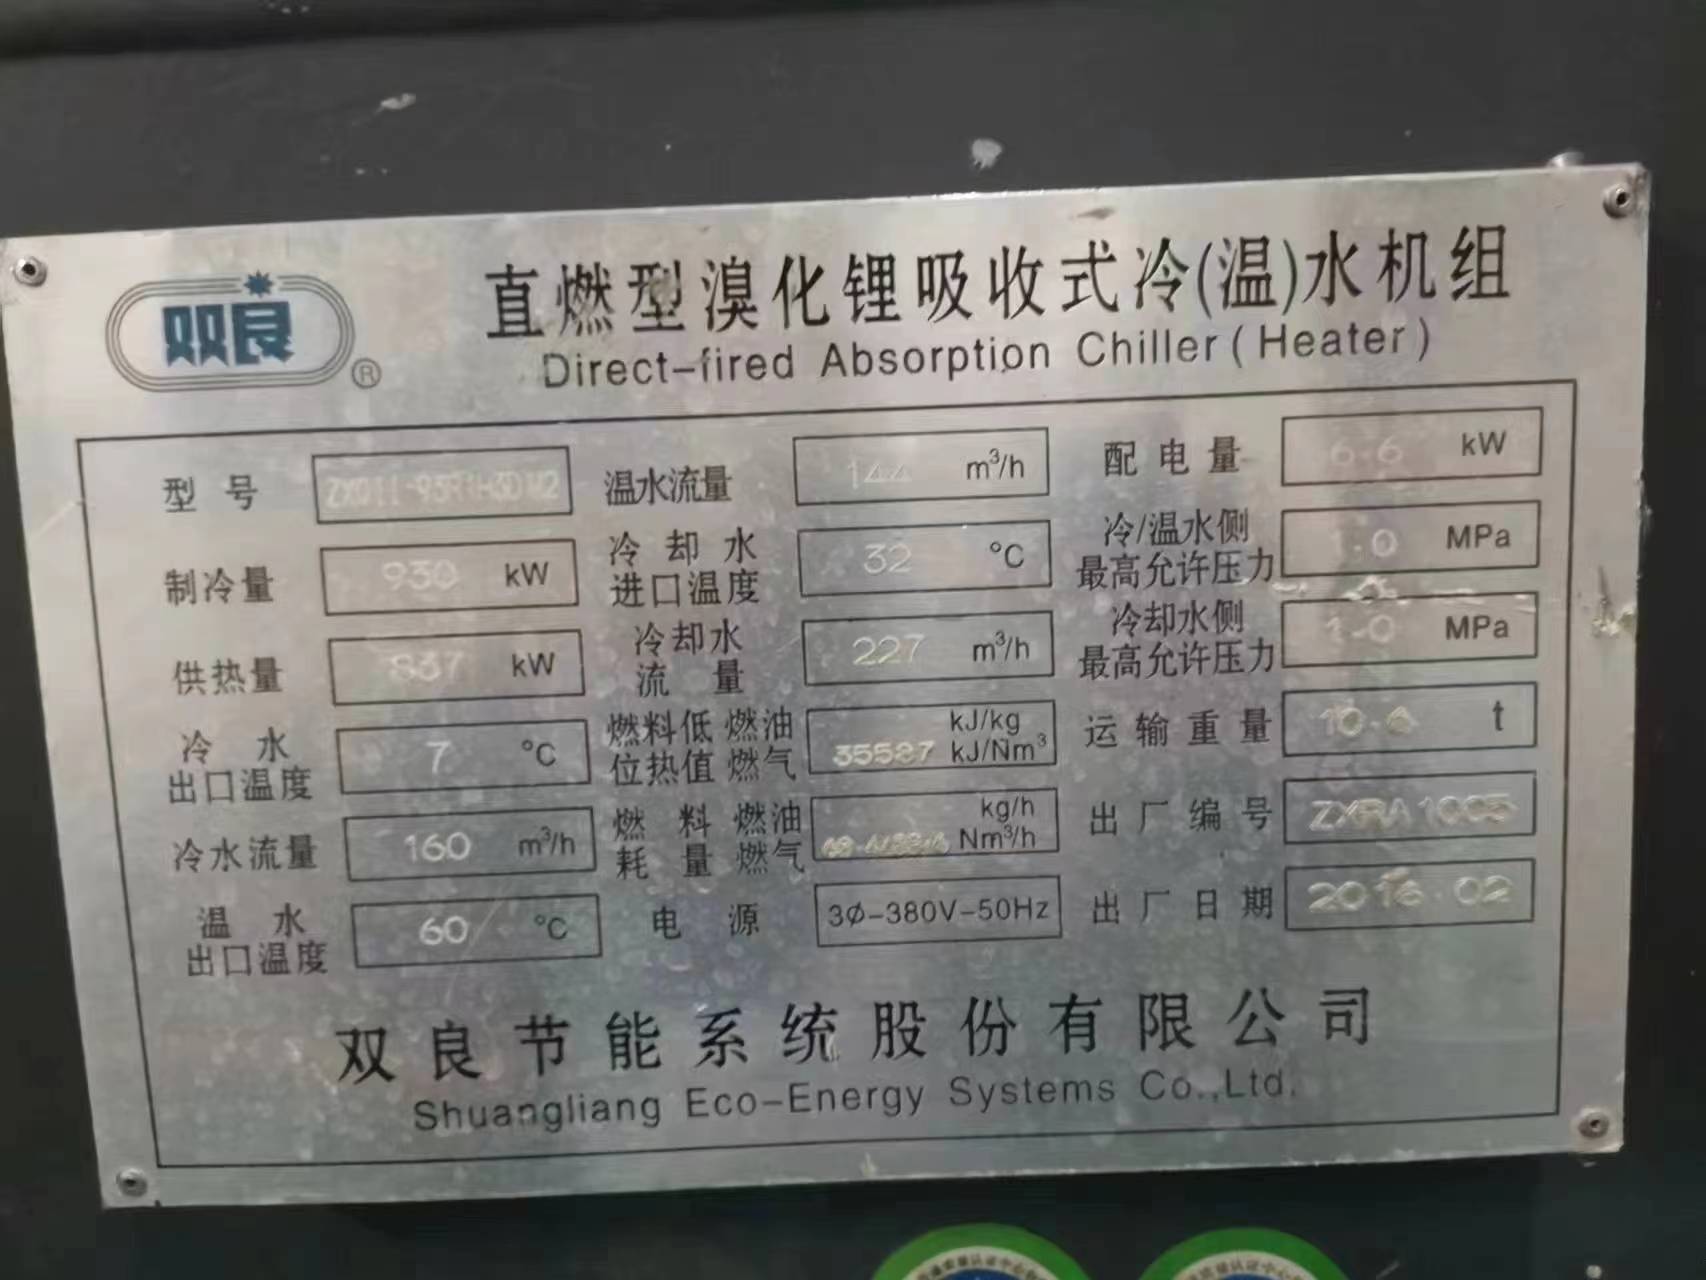 双良 ®
直燃型溴化锂吸收式冷(温)水机组
Direct-fired Absorption Chiller (Heater)
型号
制冷量 930 kW
供热量 837 kW
冷水出口温度 7 °C
冷水流量 160 m³/h
温水出口温度 60 °C
温水流量 144 m³/h
冷却水进口温度 32 °C
冷却水流量 227 m³/h
燃料低位热值 燃油 kJ/kg
燃气 35587 kJ/Nm³
燃料耗量 燃油 kg/h
燃气 Nm³/h
电源 3Ø-380V-50Hz
配电量 6.6 kW
冷/温水侧最高允许压力 1.0 MPa
冷却水侧最高允许压力 1.0 MPa
运输重量 t
出厂编号 ZXRA1005
出厂日期 2016.02
双良节能系统股份有限公司
Shuangliang Eco-Energy Systems Co.,Ltd.